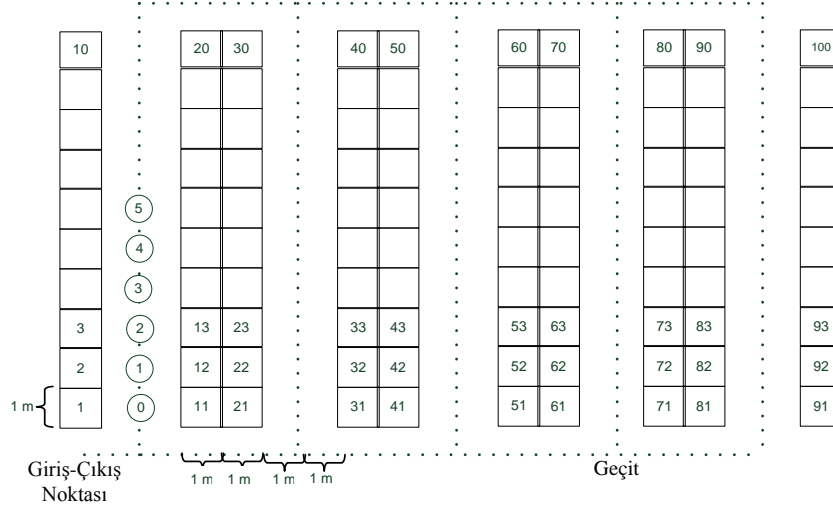 10 20 30 40 50 60 70 80 90 100
5
4
3
3 2 13 23 33 43 53 63 73 83 93
2 1 12 22 32 42 52 62 72 82 92
1 m 1 0 11 21 31 41 51 61 71 81 91
Giriş-Çıkış
Noktası
1 m 1 m 1 m 1 m
Geçit